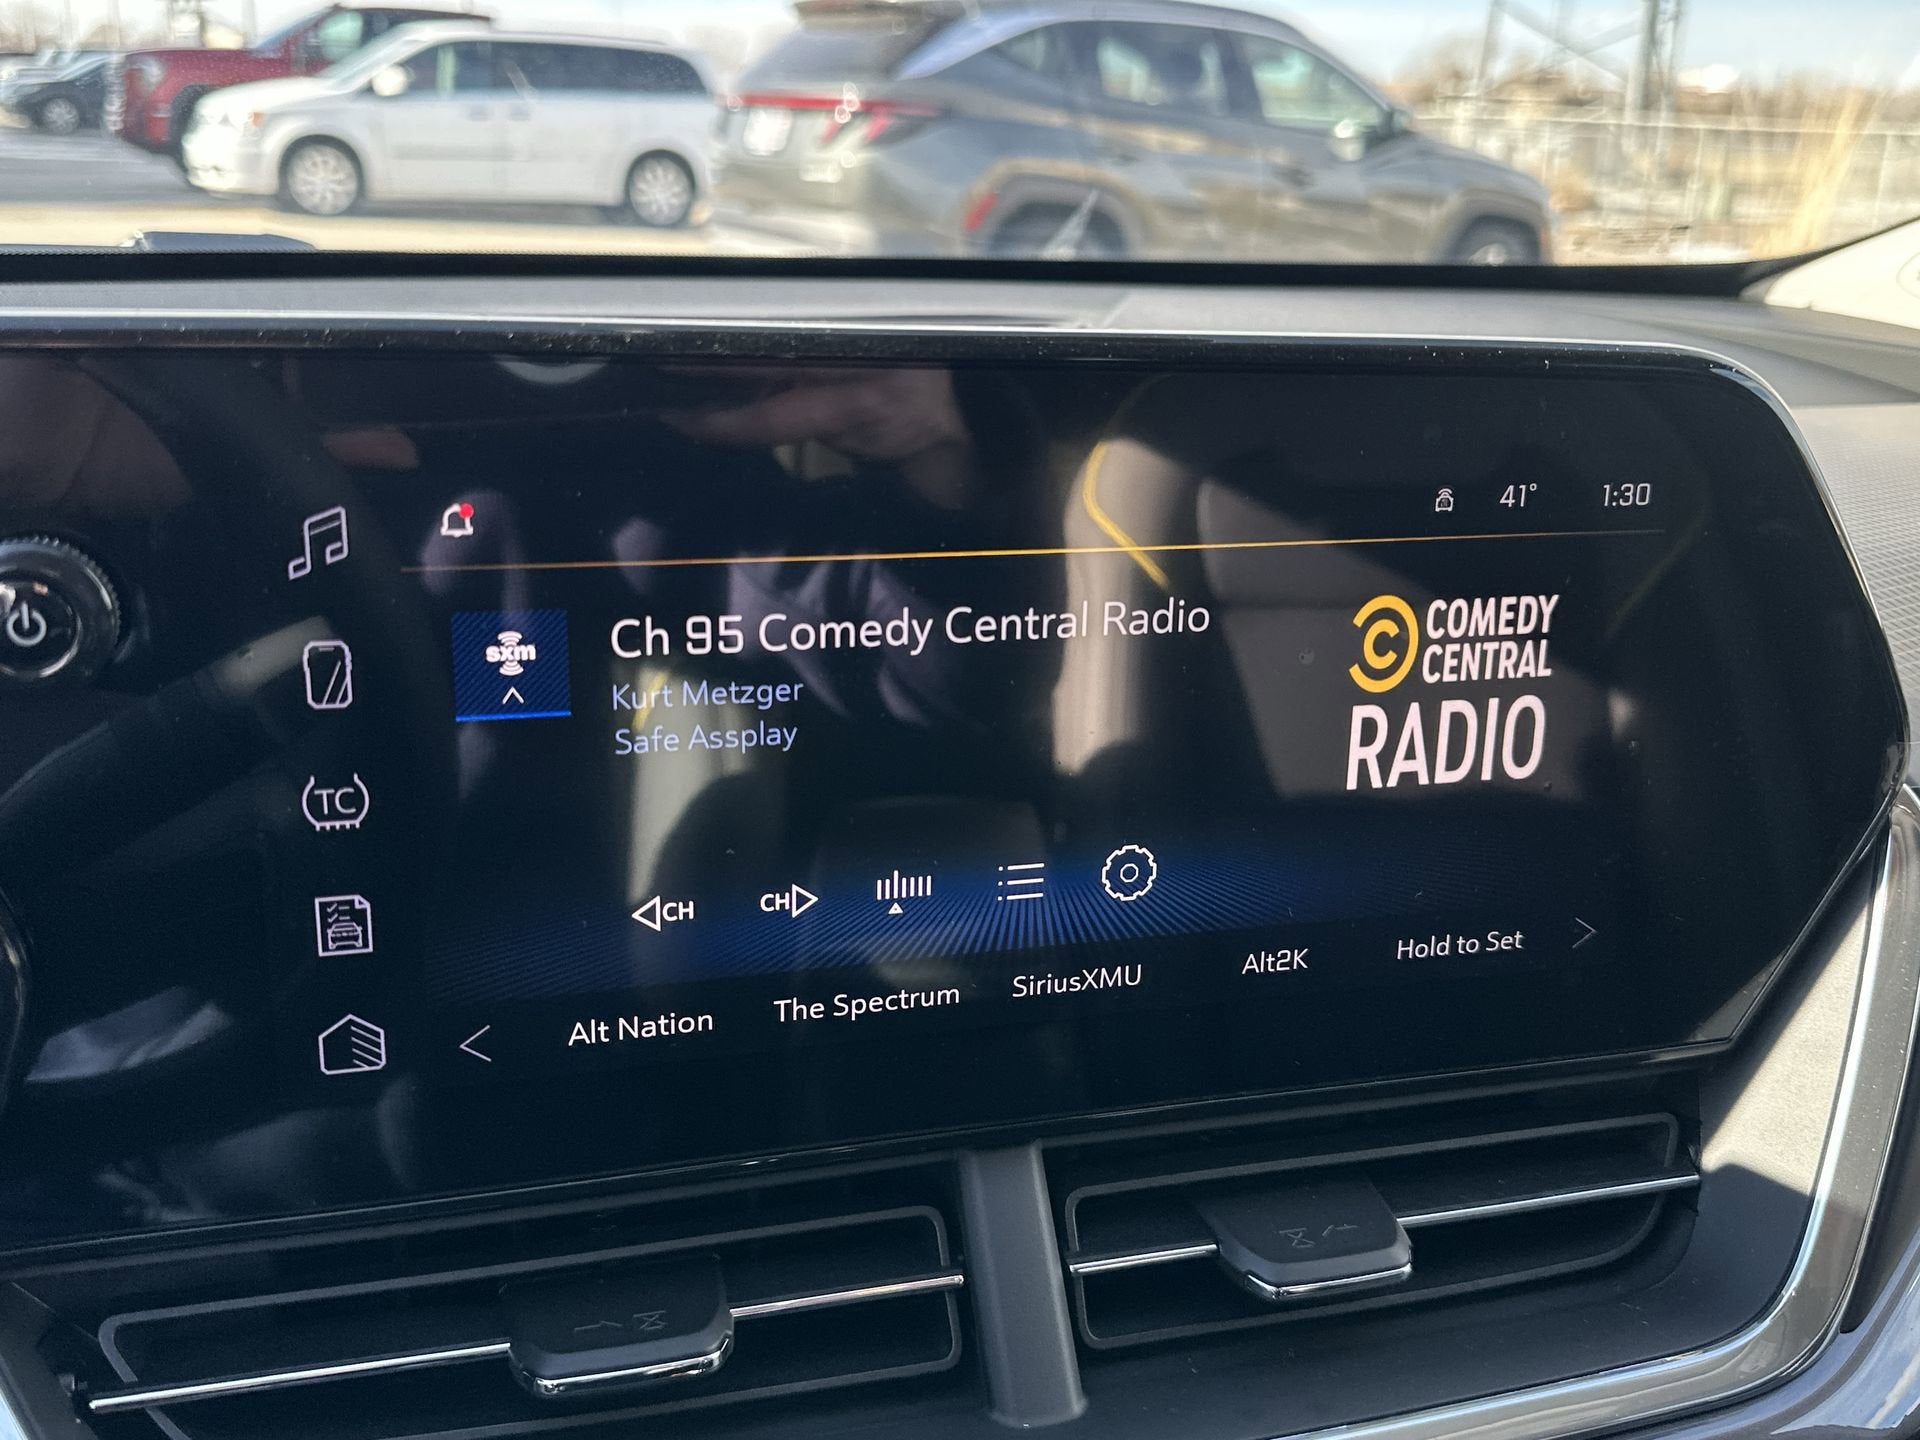 41° 1:30
sxm
Ch 95 Comedy Central Radio
Kurt Metzger
Safe Assplay
COMEDY
CENTRAL
RADIO
TC
CH
CH
Alt Nation
The Spectrum
SiriusXMU
Alt2K
Hold to Set